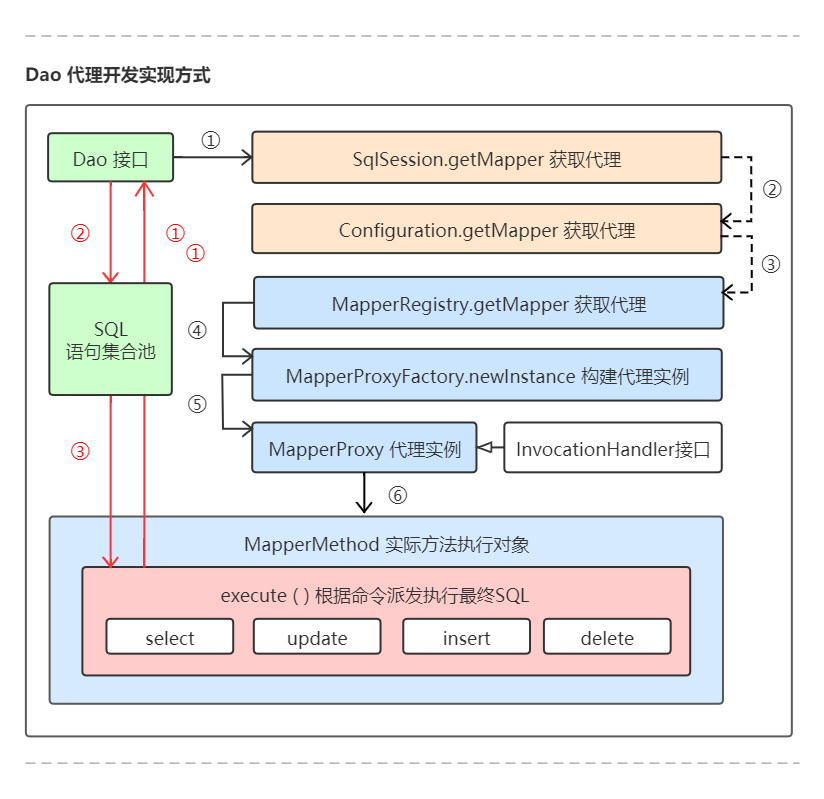 Dao 代理开发实现方式
Dao 接口
①
SqlSession.getMapper 获取代理
②
②
①
①
Configuration.getMapper 获取代理
③
SQL
语句集合池
MapperRegistry.getMapper 获取代理
④
MapperProxyFactory.newInstance 构建代理实例
⑤
③
MapperProxy 代理实例
InvocationHandler接口
⑥
MapperMethod 实际方法执行对象
execute ( ) 根据命令派发执行最终SQL
select
update
insert
delete